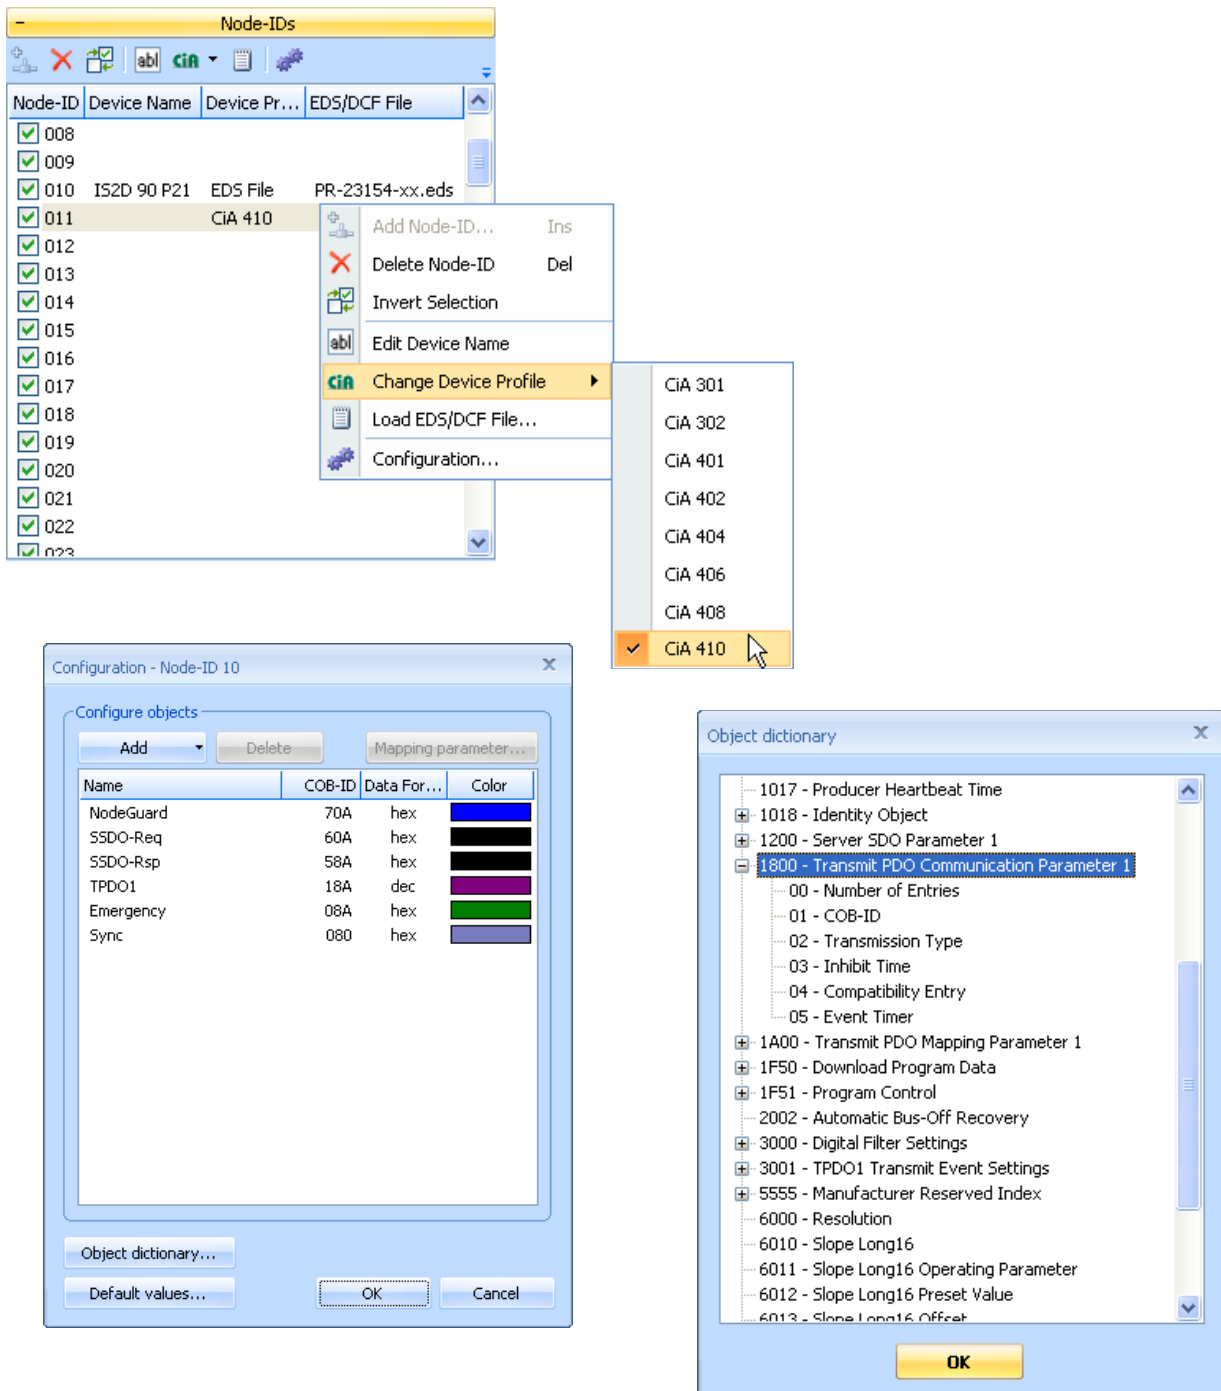 Node-IDs
abl CiA
Node-ID Device Name Device Pr... EDS/DCF File
008
009
010 IS2D 90 P21 EDS File PR-23154-xx.eds
011 CiA 410
012
013
014
015
016
017
018
019
020
021
022
023
Add Node-ID... Ins
Delete Node-ID Del
Invert Selection
abl Edit Device Name
CiA Change Device Profile
Load EDS/DCF File...
Configuration...
CiA 301
CiA 302
CiA 401
CiA 402
CiA 404
CiA 406
CiA 408
CiA 410
Configuration - Node-ID 10
Configure objects
Add Delete Mapping parameter...
Name COB-ID Data For... Color
NodeGuard 70A hex
SSDO-Req 60A hex
SSDO-Rsp 58A hex
TPDO1 18A dec
Emergency 08A hex
Sync 080 hex
Object dictionary...
Default values... OK Cancel
Object dictionary
1017 - Producer Heartbeat Time
1018 - Identity Object
1200 - Server SDO Parameter 1
1800 - Transmit PDO Communication Parameter 1
00 - Number of Entries
01 - COB-ID
02 - Transmission Type
03 - Inhibit Time
04 - Compatibility Entry
05 - Event Timer
1A00 - Transmit PDO Mapping Parameter 1
1F50 - Download Program Data
1F51 - Program Control
2002 - Automatic Bus-Off Recovery
3000 - Digital Filter Settings
3001 - TPDO1 Transmit Event Settings
5555 - Manufacturer Reserved Index
6000 - Resolution
6010 - Slope Long16
6011 - Slope Long16 Operating Parameter
6012 - Slope Long16 Preset Value
6013 - Slope Long16 Offset
OK